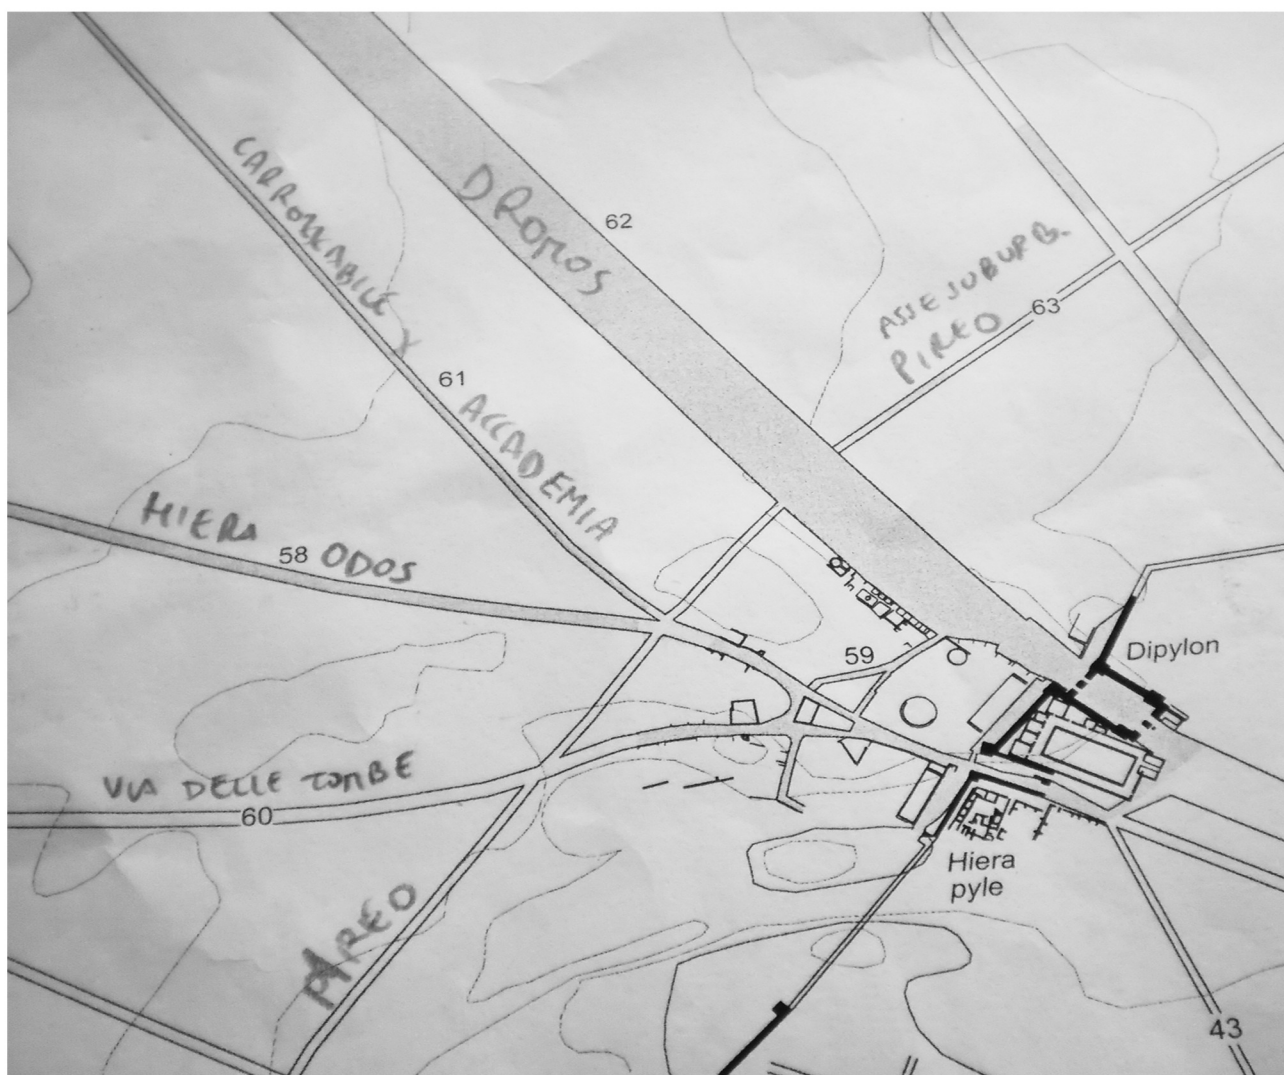 62
DROMOS
CARROZZABILE X
61
ACCADEMIA
ASSE SUBURB.
PIREO
63
HIERA
58
ODOS
59
Dipylon
VIA DELLE TOMBE
60
Hiera
pyle
PIREO
43